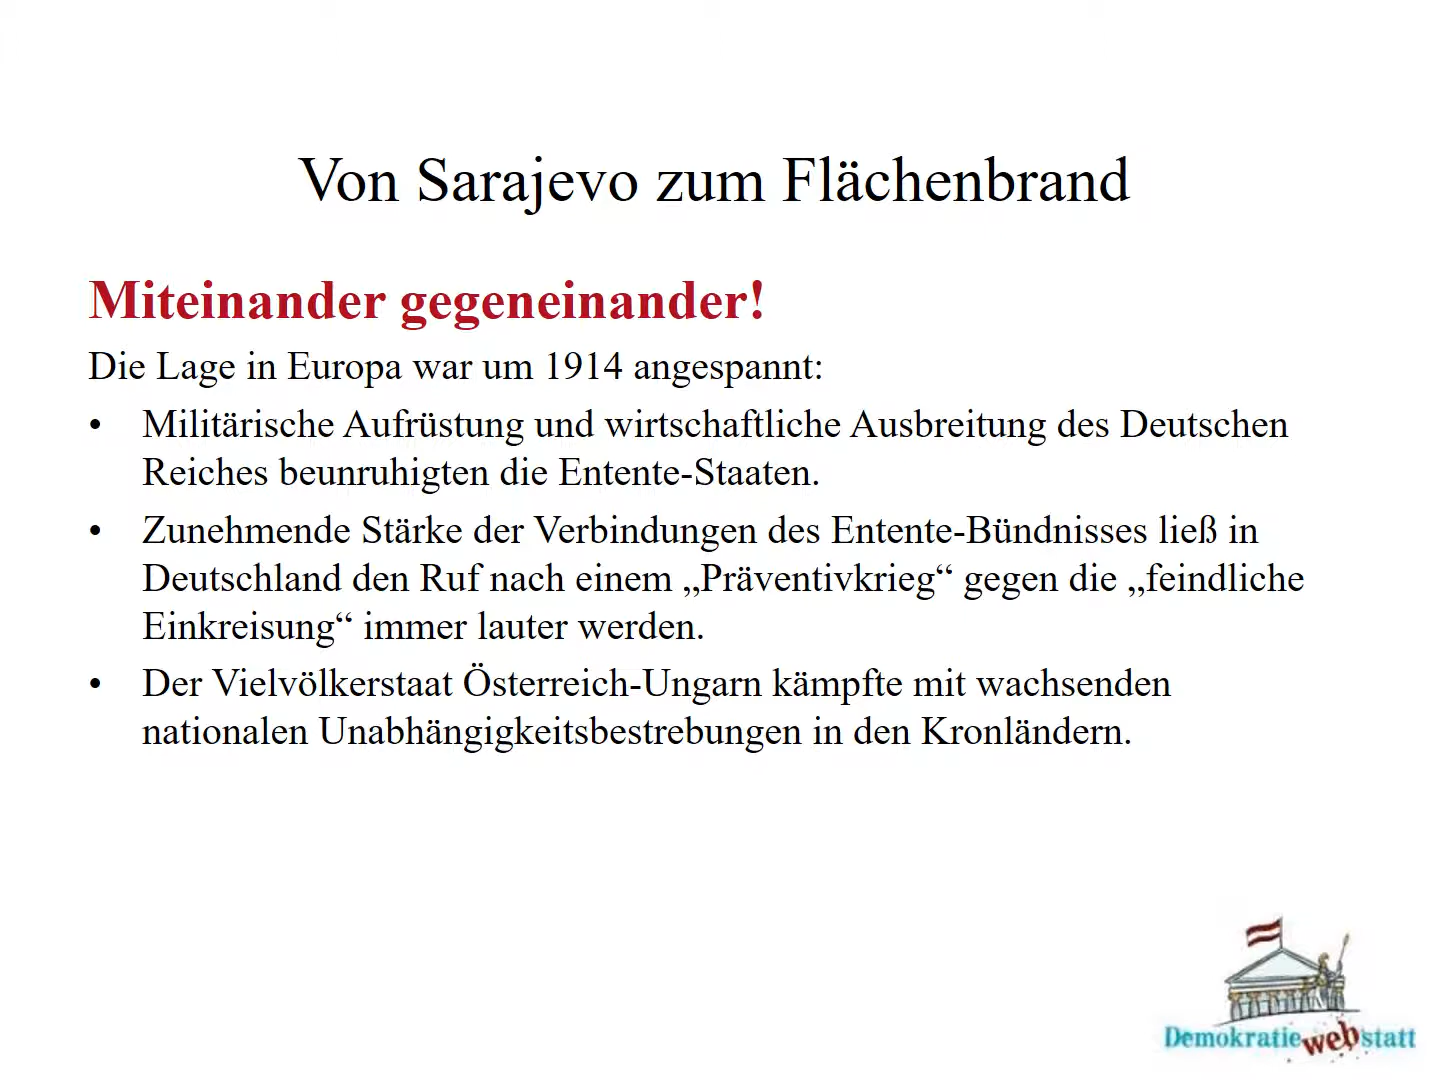 Von Sarajevo zum Flächenbrand
Miteinander gegeneinander!
Die Lage in Europa war um 1914 angespannt:
• Militärische Aufrüstung und wirtschaftliche Ausbreitung des Deutschen
Reiches beunruhigten die Entente-Staaten.
• Zunehmende Stärke der Verbindungen des Entente-Bündnisses ließ in
Deutschland den Ruf nach einem „Präventivkrieg“ gegen die „feindliche
Einkreisung“ immer lauter werden.
• Der Vielvölkerstaat Österreich-Ungarn kämpfte mit wachsenden
nationalen Unabhängigkeitsbestrebungen in den Kronländern.
Demokratiewebstatt